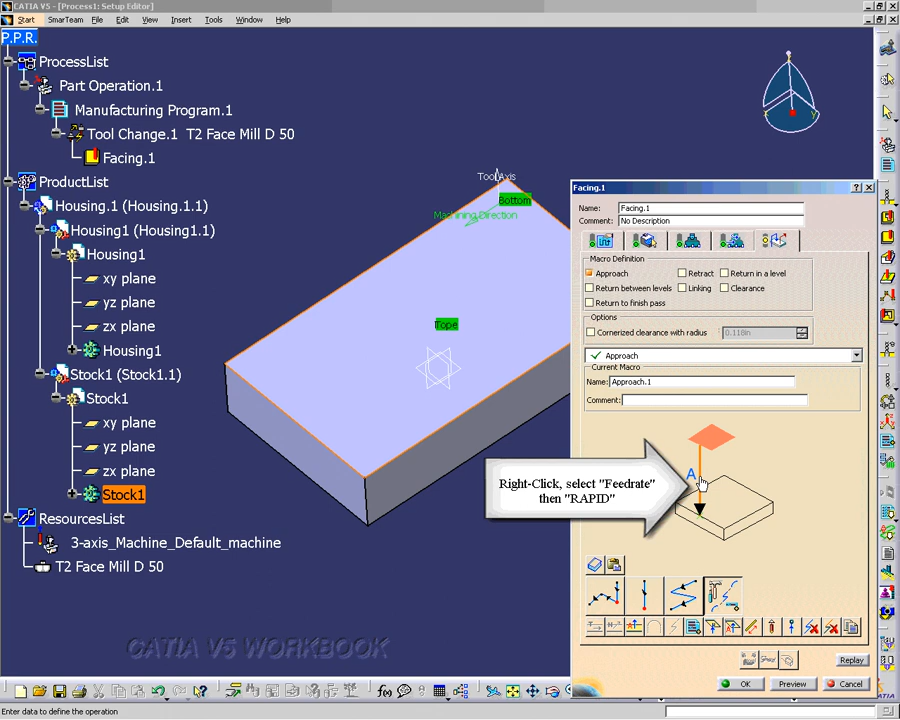 CATIA V5 - [Process1: Setup Editor]
Start SmarTeam File Edit View Insert Tools Window Help
P.P.R.
ProcessList
Part Operation.1
Manufacturing Program.1
Tool Change.1 T2 Face Mill D 50
Facing.1
ProductList
Housing.1 (Housing.1.1)
Housing1 (Housing1.1)
Housing1
xy plane
yz plane
zx plane
Housing1
Stock1 (Stock1.1)
Stock1
xy plane
yz plane
zx plane
Stock1
ResourcesList
3-axis_Machine_Default_machine
T2 Face Mill D 50
Tool Axis
Bottom
Machining Direction
Tope
Facing.1
Name: Facing.1
Comment: No Description
Macro Definition
Approach Retract Return in a level
Return between levels Linking Clearance
Return to finish pass
Options
Cornerized clearance with radius 0.118in
Approach
Current Macro
Name: Approach.1
Comment:
A
Right-Click, select "Feedrate"
then "RAPID"
Replay
OK Preview Cancel
CATIA V5 WORKBOOK
Enter data to define the operation